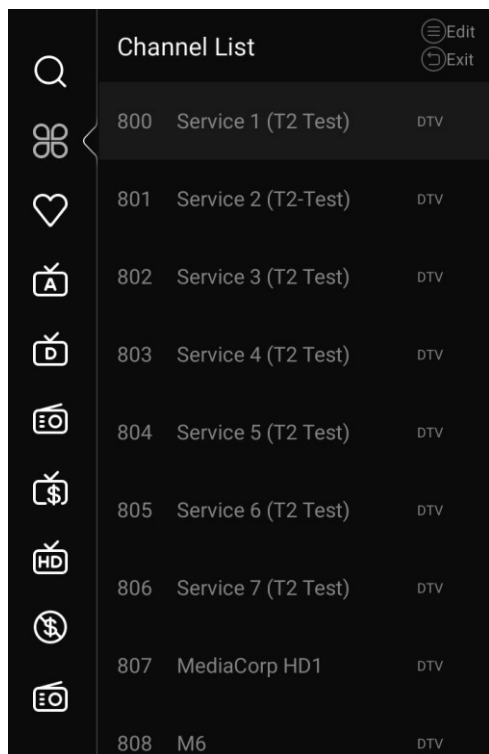 Channel List
Edit
Exit
800 Service 1 (T2 Test) DTV
801 Service 2 (T2-Test) DTV
A
802 Service 3 (T2 Test) DTV
D
803 Service 4 (T2 Test) DTV
804 Service 5 (T2 Test) DTV
$
805 Service 6 (T2 Test) DTV
HD
806 Service 7 (T2 Test) DTV
$
807 MediaCorp HD1 DTV
808 M6 DTV